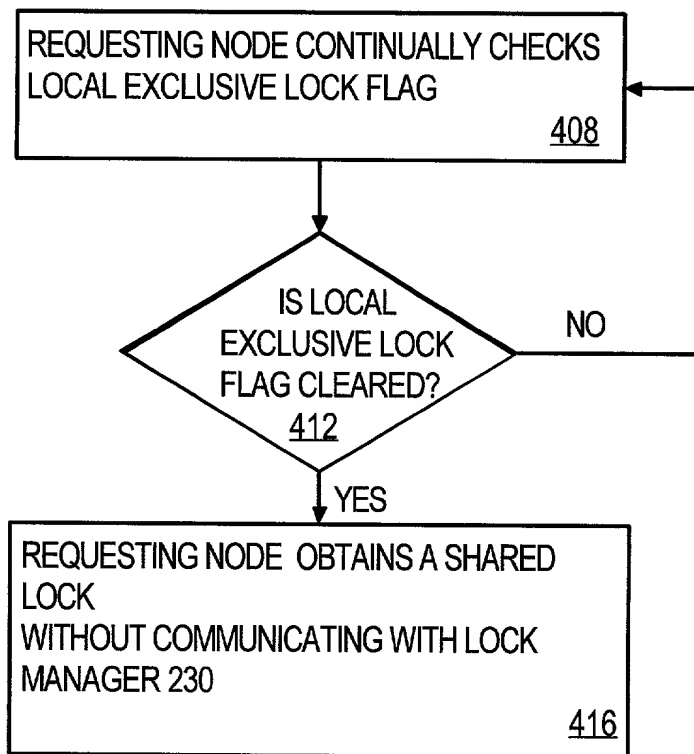 REQUESTING NODE CONTINUALLY CHECKS
LOCAL EXCLUSIVE LOCK FLAG
408
IS LOCAL
EXCLUSIVE LOCK
FLAG CLEARED?
412
NO
YES
REQUESTING NODE OBTAINS A SHARED
LOCK
WITHOUT COMMUNICATING WITH LOCK
MANAGER 230
416